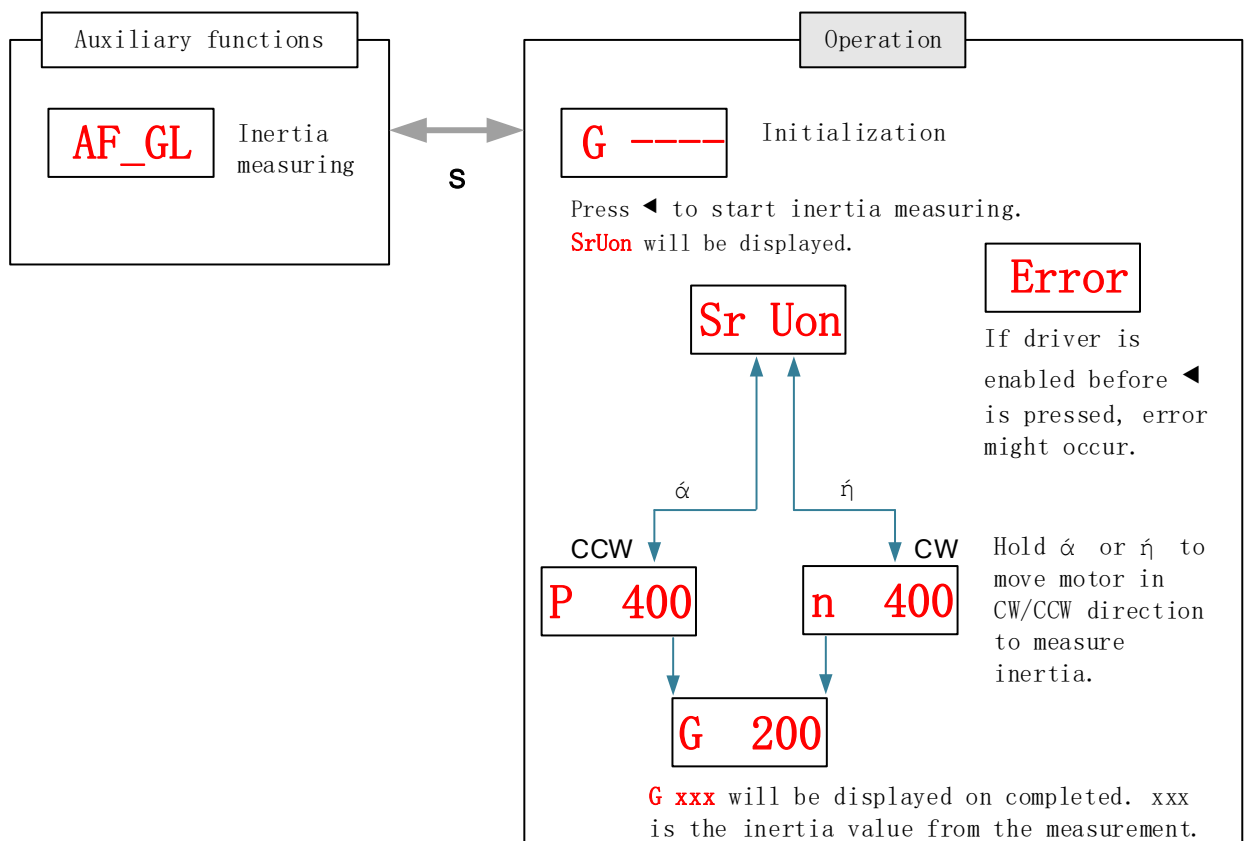 Auxiliary functions
AF_GL
Inertia
measuring
S
Operation
G ----
Initialization
Press ◀ to start inertia measuring.
SrUon will be displayed.
Error
If driver is
enabled before ◀
is pressed, error
might occur.
Sr Uon
ά
ή
CCW
CW
P 400
n 400
Hold ά or ή to
move motor in
CW/CCW direction
to measure
inertia.
G 200
G xxx will be displayed on completed. xxx
is the inertia value from the measurement.